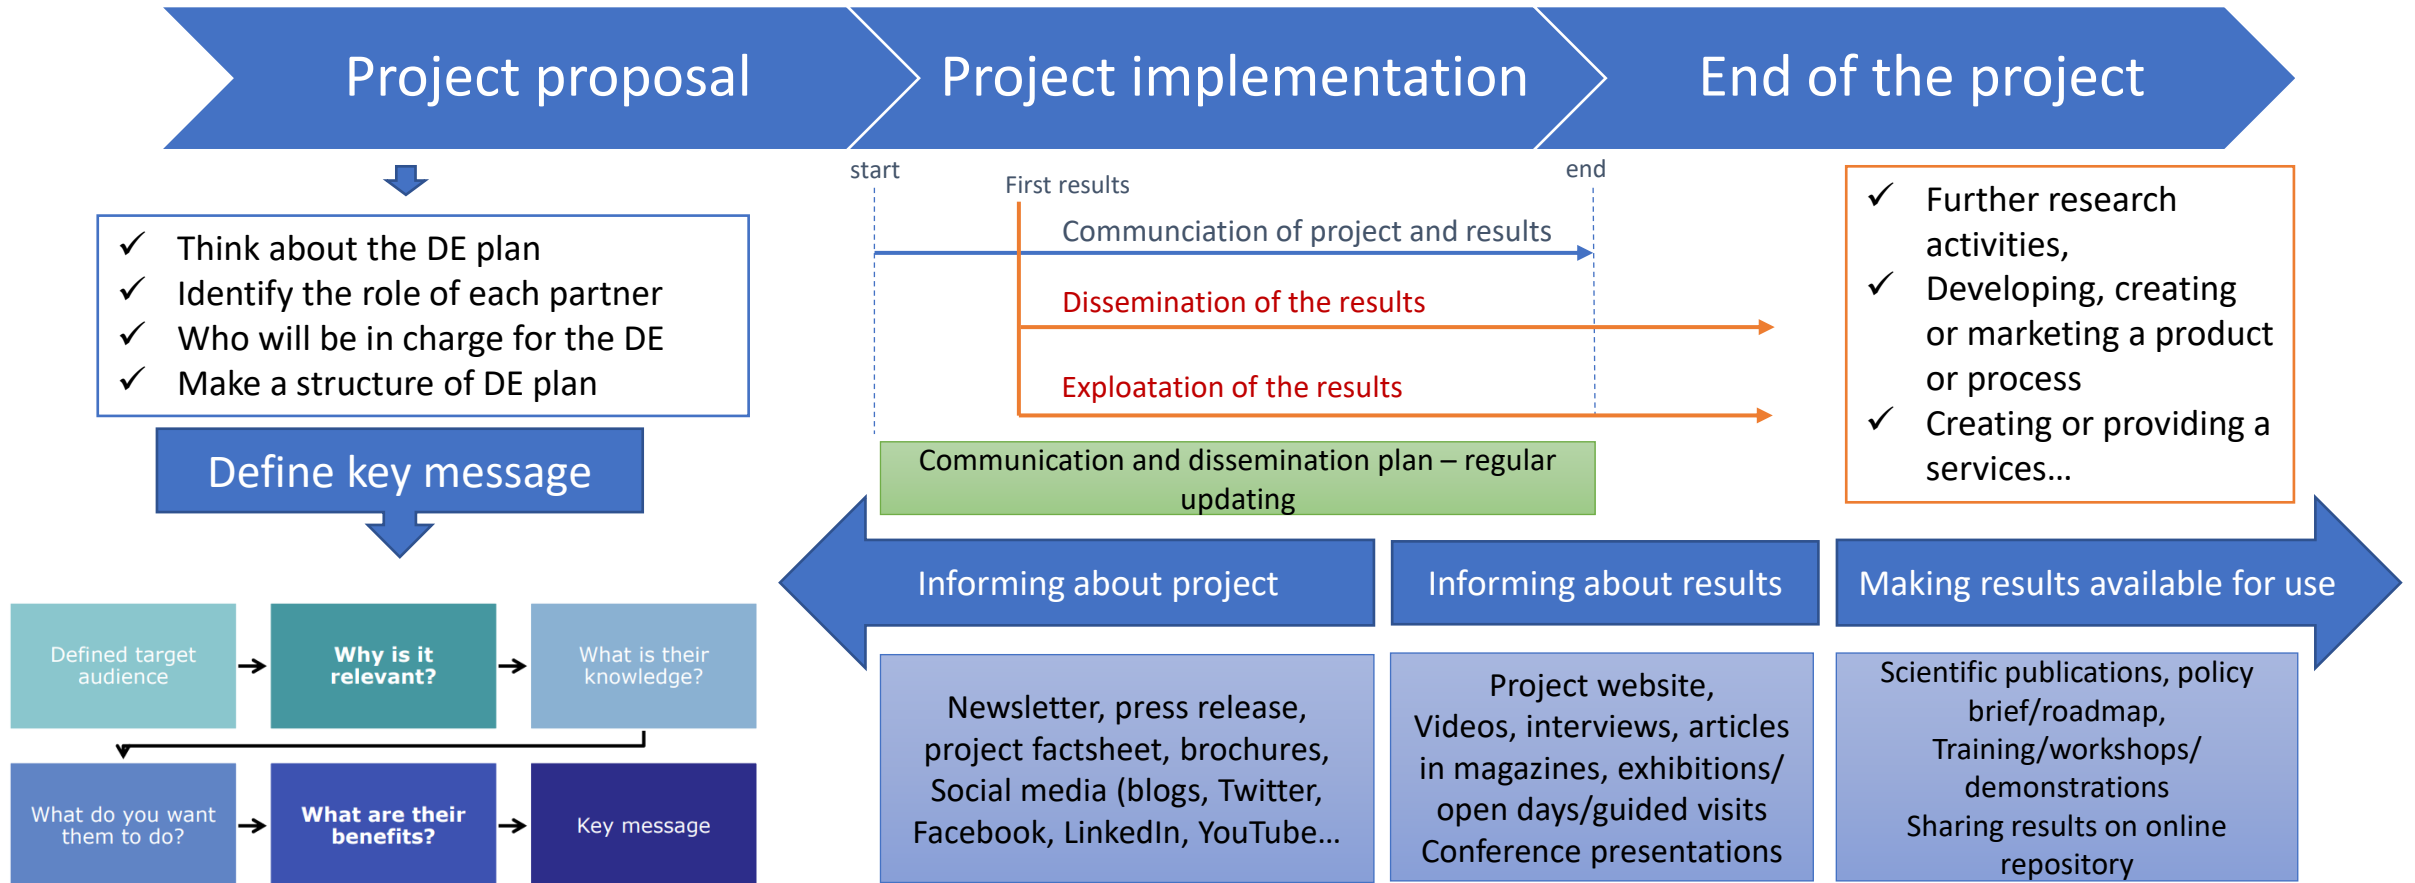 Project proposal
Project implementation
End of the project
✓ Think about the DE plan
✓ Identify the role of each partner
✓ Who will be in charge for the DE
✓ Make a structure of DE plan
Define key message
Defined target
audience
Why is it
relevant?
What is their
knowledge?
What do you want
them to do?
What are their
benefits?
Key message
start
First results
end
Communciation of project and results
Dissemination of the results
Exploatation of the results
Communication and dissemination plan – regular
updating
✓ Further research
activities,
✓ Developing, creating
or marketing a product
or process
✓ Creating or providing a
services...
Informing about project
Informing about results
Making results available for use
Newsletter, press release,
project factsheet, brochures,
Social media (blogs, Twitter,
Facebook, LinkedIn, YouTube...
Project website,
Videos, interviews, articles
in magazines, exhibitions/
open days/guided visits
Conference presentations
Scientific publications, policy
brief/roadmap,
Training/workshops/
demonstrations
Sharing results on online
repository